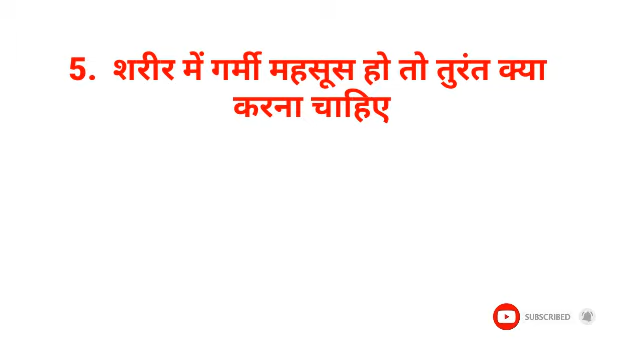 5. शरीर में गर्मी महसूस हो तो तुरंत क्या
करना चाहिए
SUBSCRIBED